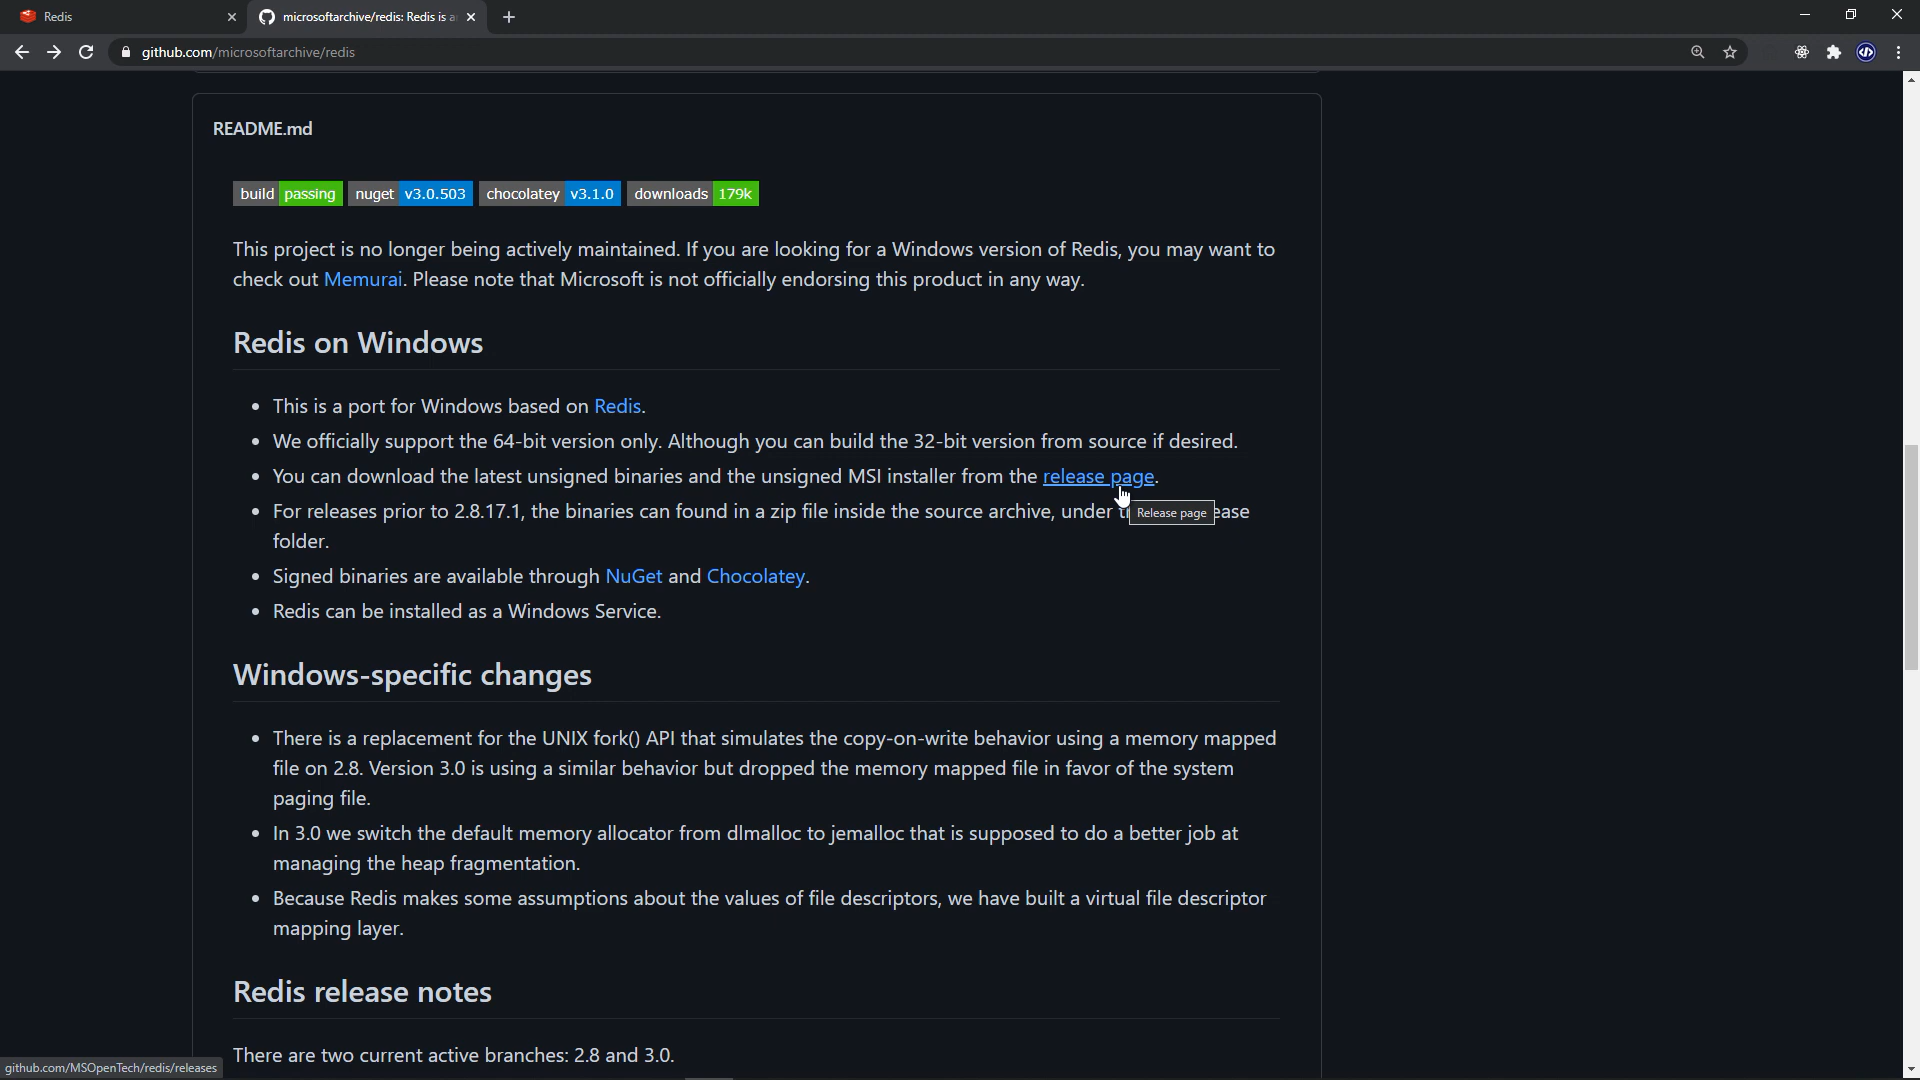 Redis
microsoftarchive/redis: Redis is a
github.com/microsoftarchive/redis
README.md
build passing nuget v3.0.503 chocolatey v3.1.0 downloads 179k
This project is no longer being actively maintained. If you are looking for a Windows version of Redis, you may want to
check out Memurai. Please note that Microsoft is not officially endorsing this product in any way.
Redis on Windows
• This is a port for Windows based on Redis.
• We officially support the 64-bit version only. Although you can build the 32-bit version from source if desired.
• You can download the latest unsigned binaries and the unsigned MSI installer from the release page.
• For releases prior to 2.8.17.1, the binaries can found in a zip file inside the source archive, under
Release page
folder.
• Signed binaries are available through NuGet and Chocolatey.
• Redis can be installed as a Windows Service.
Windows-specific changes
• There is a replacement for the UNIX fork() API that simulates the copy-on-write behavior using a memory mapped
file on 2.8. Version 3.0 is using a similar behavior but dropped the memory mapped file in favor of the system
paging file.
• In 3.0 we switch the default memory allocator from dlmalloc to jemalloc that is supposed to do a better job at
managing the heap fragmentation.
• Because Redis makes some assumptions about the values of file descriptors, we have built a virtual file descriptor
mapping layer.
Redis release notes
There are two current active branches: 2.8 and 3.0.
github.com/MSOpenTech/redis/releases